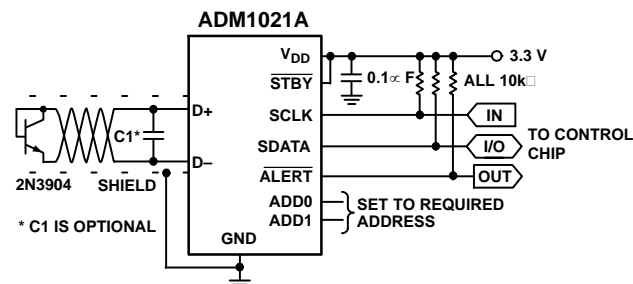 ADM1021A
VDD
3.3 V
STBY
0.1∝ F
ALL 10k□
D+
SCLK
IN
C1*
SDATA
I/O
TO CONTROL
CHIP
D–
2N3904
SHIELD
ALERT
OUT
ADD0
ADD1
SET TO REQUIRED
ADDRESS
* C1 IS OPTIONAL
GND